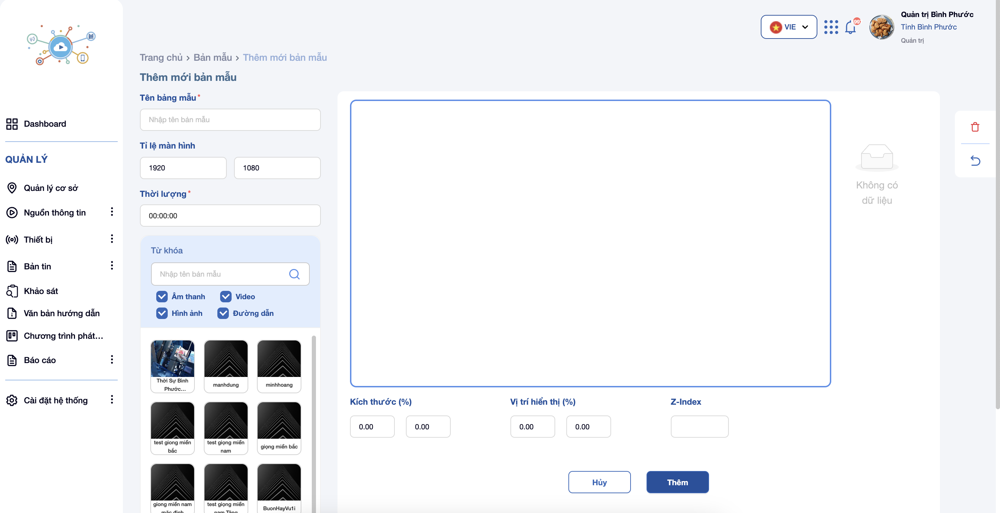 VIE
99
Quản trị Bình Phước
Tỉnh Bình Phước
Quản trị
Trang chủ > Bản mẫu > Thêm mới bản mẫu
Thêm mới bản mẫu
Dashboard
QUẢN LÝ
Quản lý cơ sở
Nguồn thông tin
Thiết bị
Bản tin
Khảo sát
Văn bản hướng dẫn
Chương trình phát...
Báo cáo
Cài đặt hệ thống
Tên bảng mẫu*
Nhập tên bản mẫu
Tỉ lệ màn hình
1920
1080
Thời lượng*
00:00:00
Từ khóa
Nhập tên bản mẫu
Âm thanh
Video
Hình ảnh
Đường dẫn
Thời Sự Bình
Phước...
manhdung
minhhoang
test giong miền
bắc
test giọng miền
nam
giọng miền bắc
giong miền nam
mặc định
test giọng miền
nam Tăng
BuonHayVu1i
Không có
dữ liệu
Kích thước (%)
0.00
0.00
Vị trí hiển thị (%)
0.00
0.00
Z-Index
Hủy
Thêm